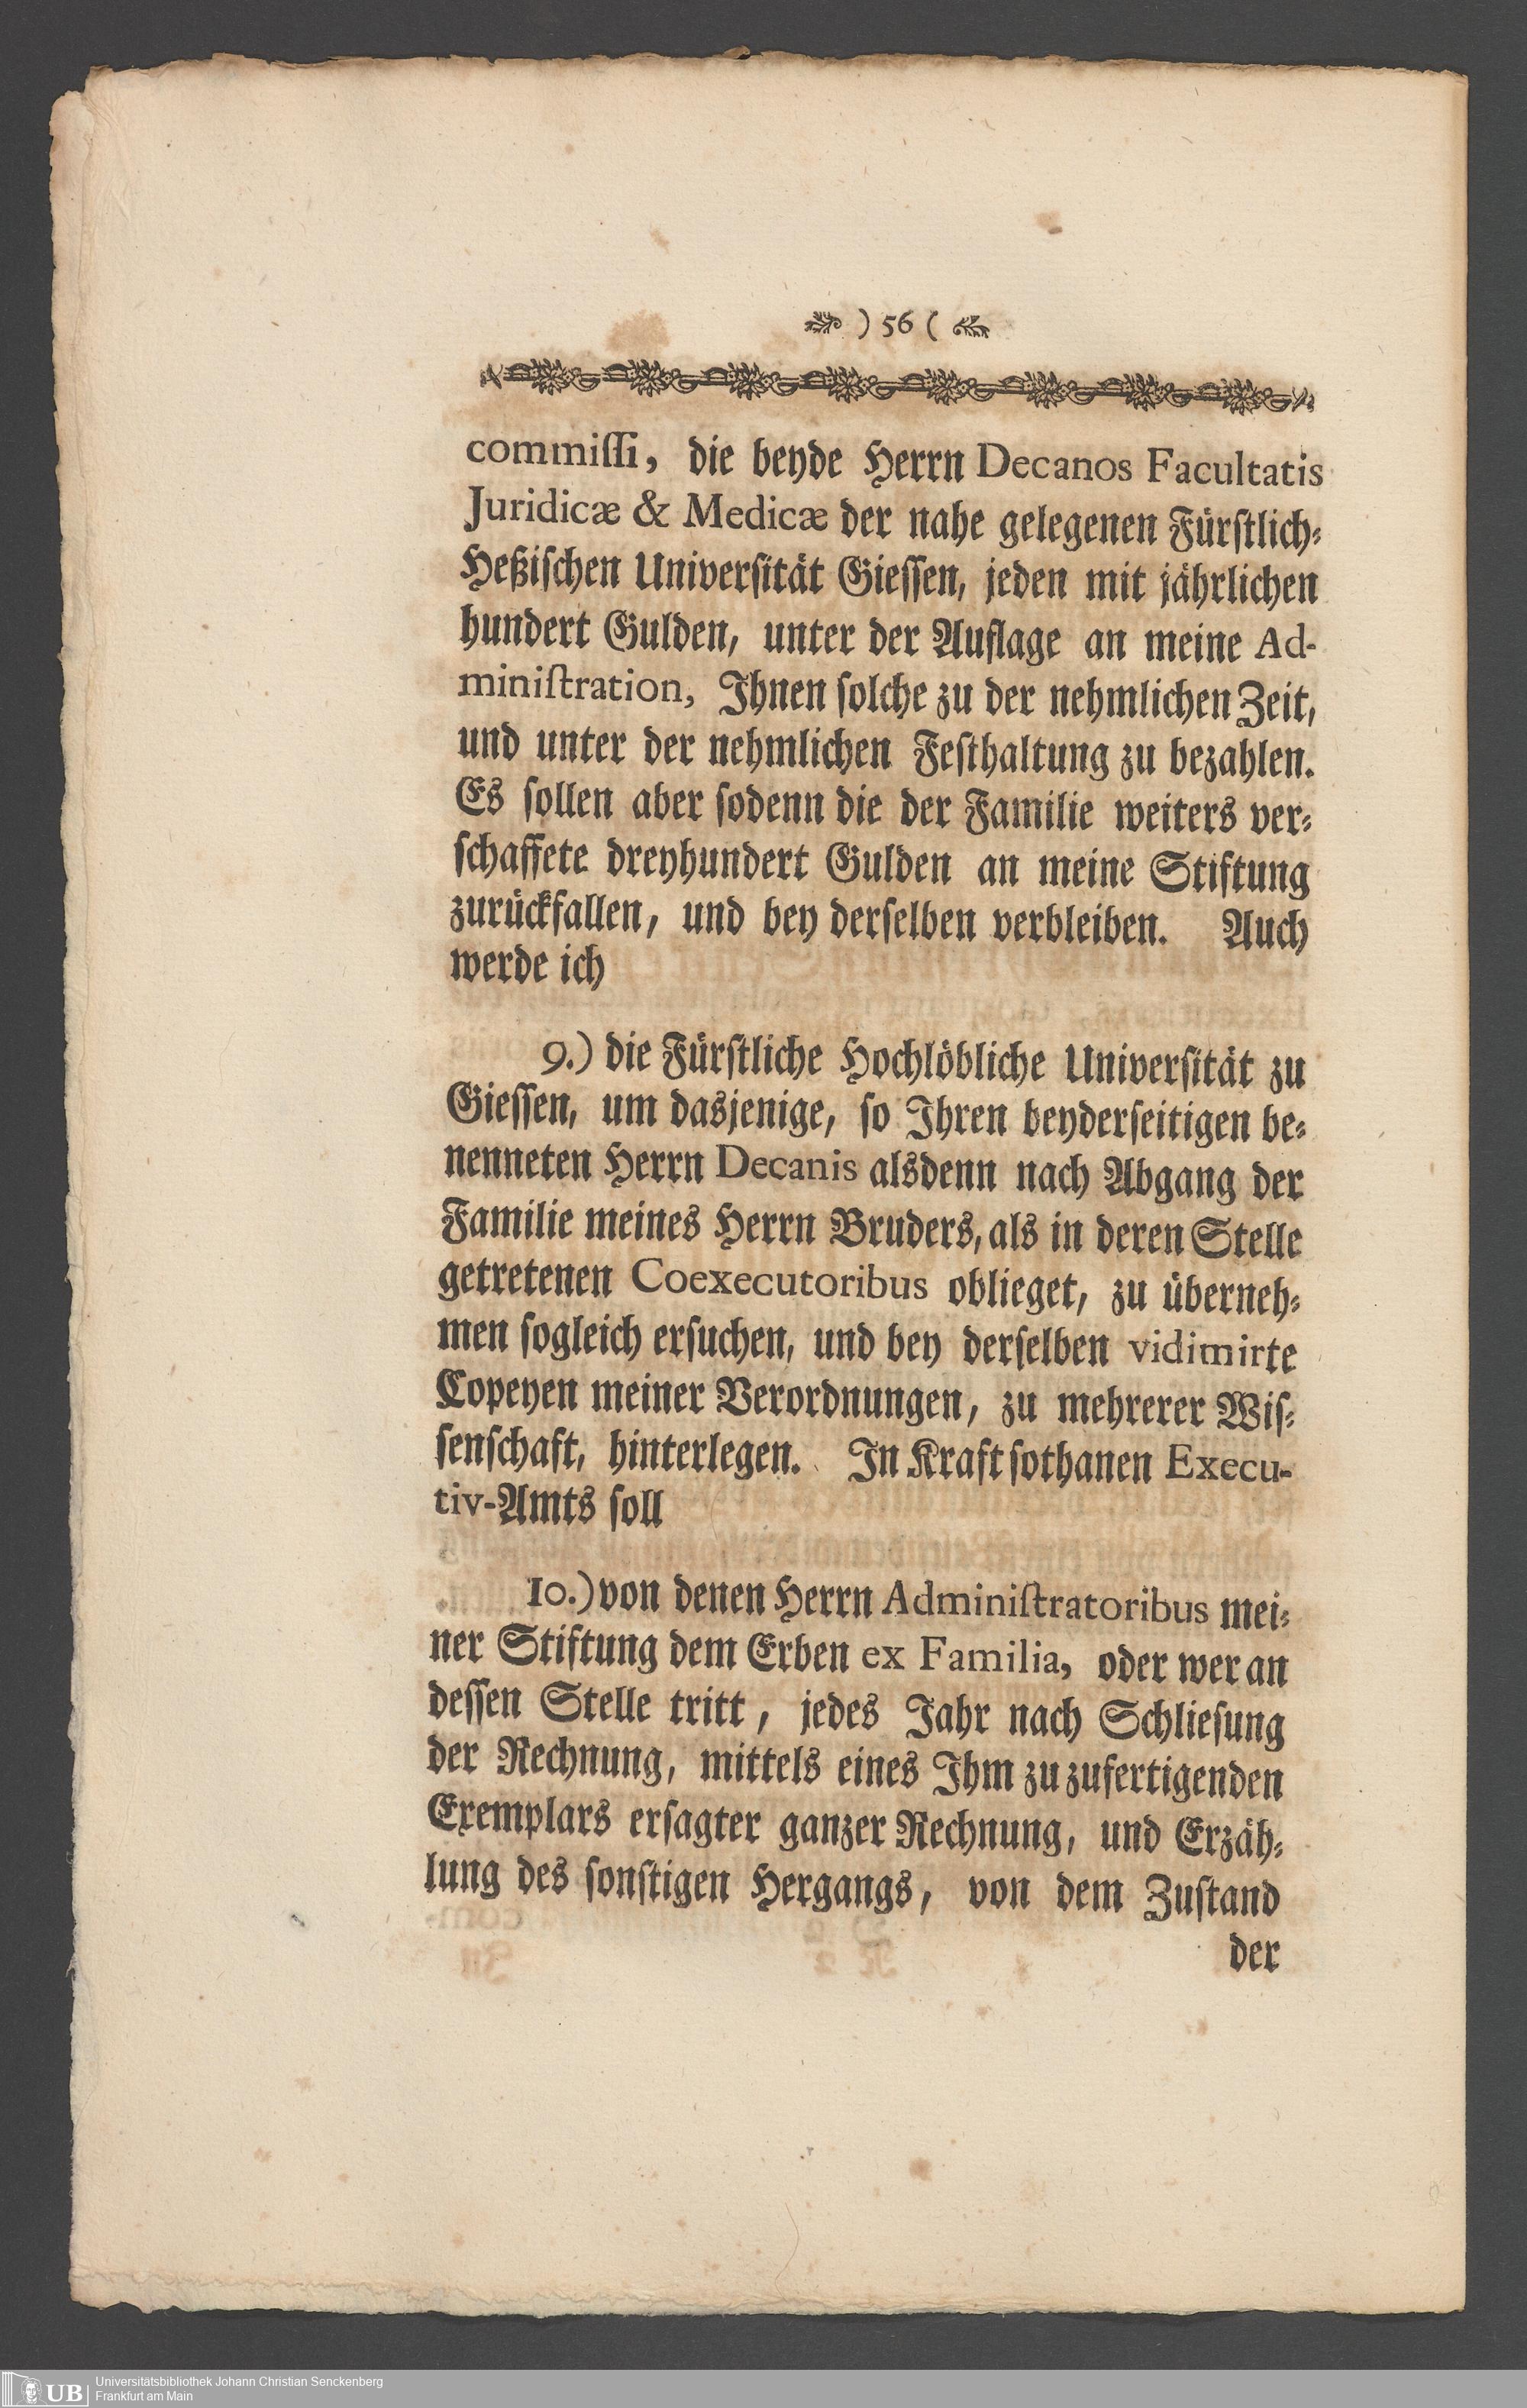 ) 56 (
commiſſi, die beyde Herrn Decanos Facultatis
Juridicæ & Medicæ der nahe gelegenen Fürſtlich⸗
Heßiſchen Univerſität Gieſſen, jeden mit jährlichen
hundert Gulden, unter der Auflage an meine Ad-
miniſtration, Ihnen ſolche zu der nehmlichen Zeit,
und unter der nehmlichen Feſthaltung zu bezahlen.
Es ſollen aber ſodenn die der Familie weiters ver⸗
ſchaffete dreyhundert Gulden an meine Stiftung
zurückfallen, und bey derſelben verbleiben. Auch
werde ich
9.) die Fürſtliche Hochlöbliche Univerſität zu
Gieſſen, um dasjenige, ſo Ihren beyderſeitigen be⸗
nenneten Herrn Decanis alsdenn nach Abgang der
Familie meines Herrn Bruders, als in deren Stelle
getretenen Coexecutoribus oblieget, zu überneh⸗
men ſogleich erſuchen, und bey derſelben vidimirte
Copeyen meiner Verordnungen, zu mehrerer Wiſ⸗
ſenſchaft, hinterlegen. In Kraft ſothanen Execu-
tiv-Amts ſoll
10.) von denen Herrn Adminiſtratoribus mei⸗
ner Stiftung dem Erben ex Familia, oder wer an
deſſen Stelle tritt, jedes Jahr nach Schlieſung
der Rechnung, mittels eines Ihm zu zufertigenden
Exemplars erſagter ganzer Rechnung, und Erzäh⸗
lung des ſonſtigen Hergangs, von dem Zuſtand
der
UB
Universitätsbibliothek Johann Christian Senckenberg
Frankfurt am Main